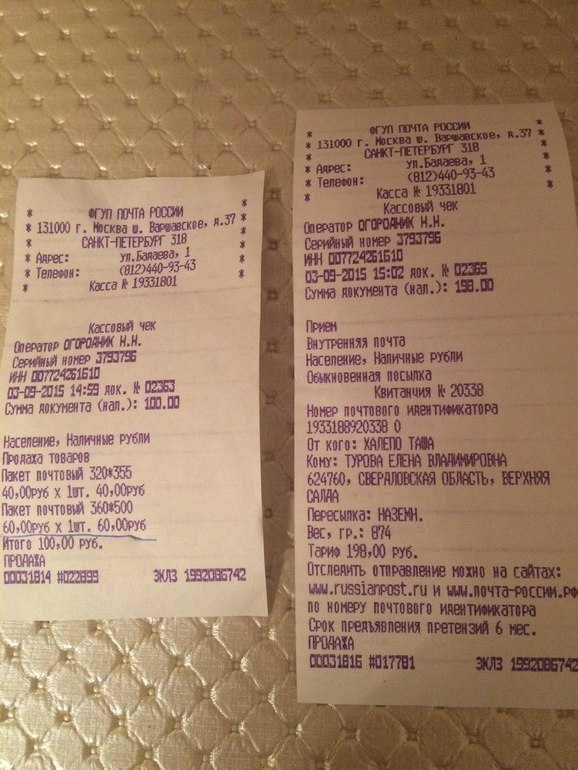 * ФГУП ПОЧТА РОССИИ *
* 131000 г. Москва ш. Варшавское, д.37 *
* САНКТ-ПЕТЕРБУРГ 318 *
* Адрес: ул.Бадаева, 1 *
* Телефон: (812)440-93-43 *
* Касса № 19331801 *
Кассовый чек
Оператор ОГОРОДНИК Н.Н.
Серийный номер 3793796
ИНН 007724261610
03-09-2015 14:59 док. № 02363
Сумма документа (нал.): 100.00
Население, Наличные рубли
Продажа товаров
Пакет почтовый 320*355
40,00руб x 1шт. 40,00руб
Пакет почтовый 360*500
60,00руб x 1шт. 60,00руб
Итого 100,00 руб.
ПРОДАЖА
00031814 #022899 ЭКЛЗ 1992086742
* ФГУП ПОЧТА РОССИИ *
* 131000 г. Москва ш. Варшавское, д.37 *
* САНКТ-ПЕТЕРБУРГ 318 *
* Адрес: ул.Бадаева, 1 *
* Телефон: (812)440-93-43 *
* Касса № 19331801 *
Кассовый чек
Оператор ОГОРОДНИК Н.Н.
Серийный номер 3793796
ИНН 007724261610
03-09-2015 15:02 док. № 02365
Сумма документа (нал.): 198.00
Прием
Внутренняя почта
Население, Наличные рубли
Обыкновенная посылка
Квитанция № 20338
Номер почтового идентификатора
1933188920338 0
От кого: ХАЛЕПО ТАША
Кому: ТУРОВА ЕЛЕНА ВЛАДИМИРОВНА
624760, СВЕРДЛОВСКАЯ ОБЛАСТЬ, ВЕРХНЯЯ
САЛДА
Пересылка: НАЗЕМН.
Вес, гр.: 874
Тариф 198,00 руб.
Отследить отправление можно на сайтах:
www.russianpost.ru и www.почта-россии.рф
по номеру почтового идентификатора
Срок предъявления претензий 6 мес.
ПРОДАЖА
00031816 #017781 ЭКЛЗ 1992086742